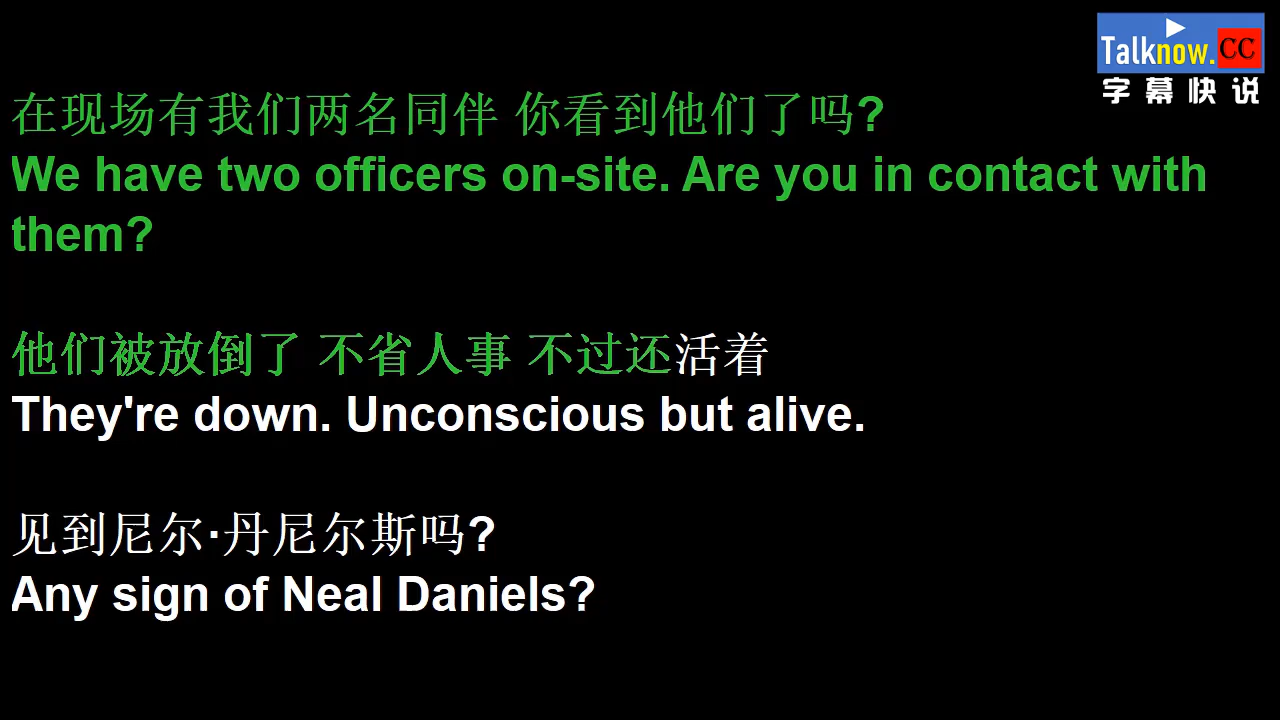 Talknow.CC
字幕快说
在现场有我们两名同伴 你看到他们了吗?
We have two officers on-site. Are you in contact with
them?
他们被放倒了 不省人事 不过还活着
They're down. Unconscious but alive.
见到尼尔·丹尼尔斯吗?
Any sign of Neal Daniels?